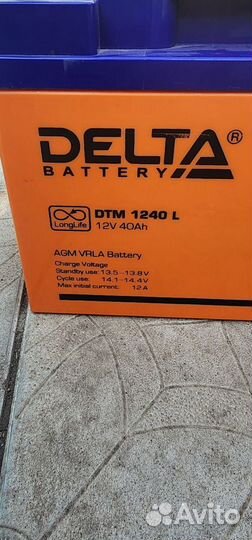 DELTA®
BATTERY
LongLife
DTM 1240 L
12V 40Ah
AGM VRLA Battery
Charge Voltage
Standby use: 13.5-13.8V
Cycle use: 14.1-14.4V
Max initial current: 12A
Avito